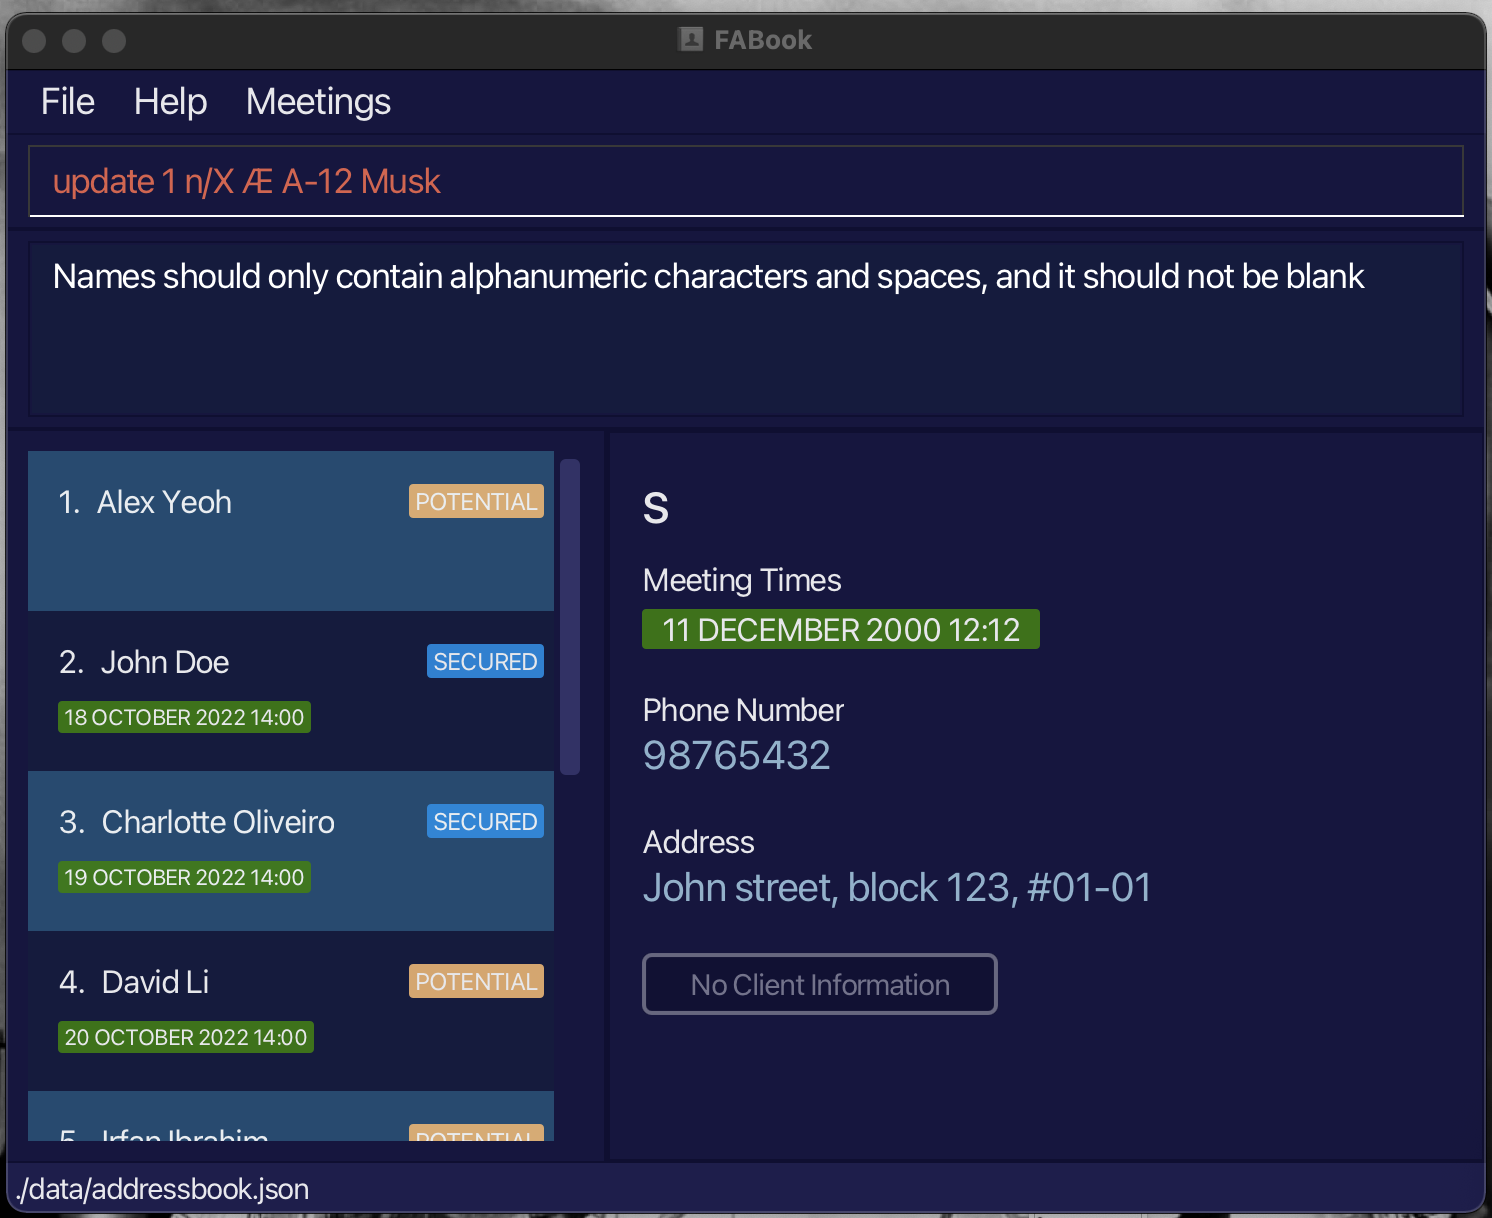 FABook
File Help Meetings
update 1 n/X Æ A-12 Musk
Names should only contain alphanumeric characters and spaces, and it should not be blank
1. Alex Yeoh POTENTIAL
2. John Doe SECURED
18 OCTOBER 2022 14:00
3. Charlotte Oliveiro SECURED
19 OCTOBER 2022 14:00
4. David Li POTENTIAL
20 OCTOBER 2022 14:00
5. Irfan Ibrahim POTENTIAL
s
Meeting Times
11 DECEMBER 2000 12:12
Phone Number
98765432
Address
John street, block 123, #01-01
No Client Information
./data/addressbook.json